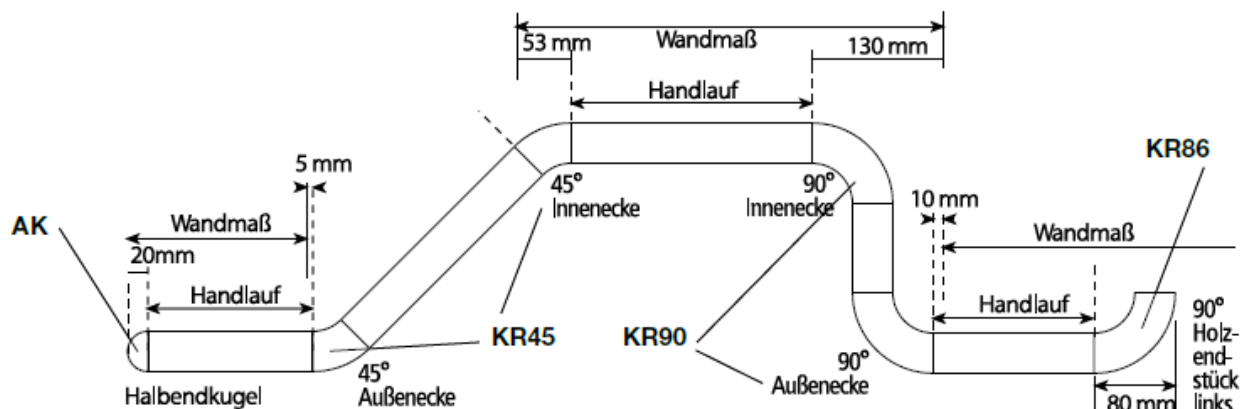 53 mm
Wandmaß
130 mm
Handlauf
KR86
5 mm
45°
Innenecke
90°
Innenecke
10 mm
AK
Wandmaß
Wandmaß
20mm
Handlauf
Handlauf
KR45
KR90
90°
Holz-
end-
stück
links
45°
Außenecke
90°
Außenecke
Halbendkugel
80 mm